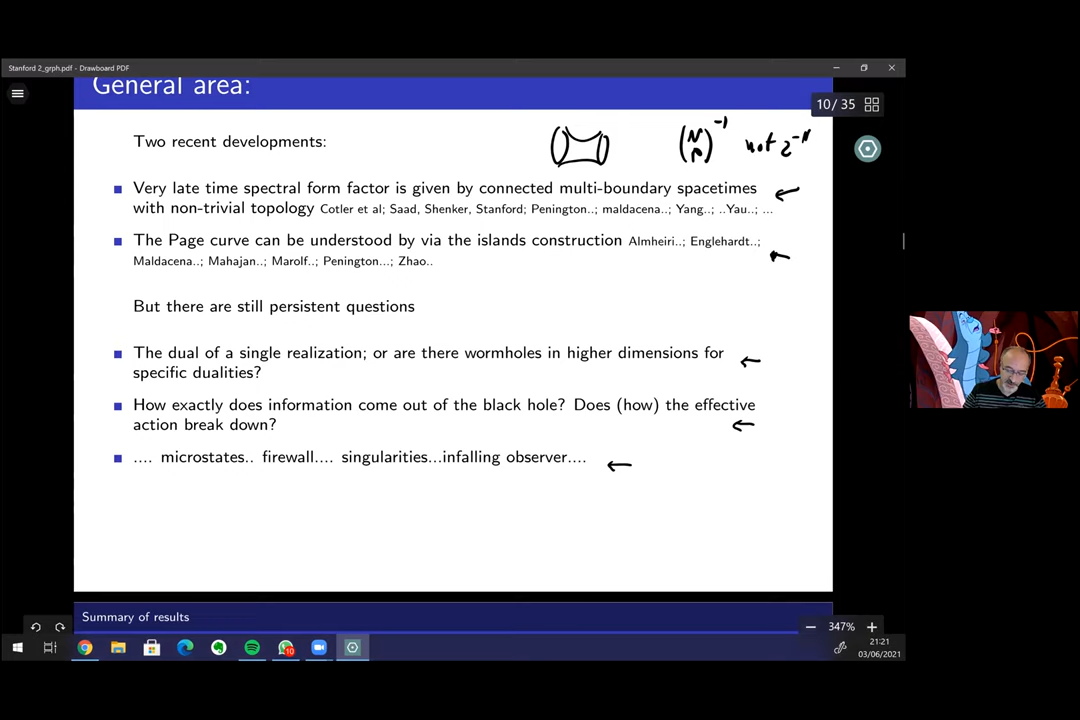 Stanford 2_grph.pdf - Drawboard PDF
General area:
10/ 35
Two recent developments:
(N p)⁻¹ not 2⁻ᴺ
Very late time spectral form factor is given by connected multi-boundary spacetimes
with non-trivial topology Cotler et al; Saad, Shenker, Stanford; Penington..; maldacena..; Yang..; ..Yau..; ...
The Page curve can be understood by via the islands construction Almheiri..; Englehardt..;
Maldacena..; Mahajan..; Marolf..; Penington...; Zhao..
But there are still persistent questions
The dual of a single realization; or are there wormholes in higher dimensions for
specific dualities?
How exactly does information come out of the black hole? Does (how) the effective
action break down?
.... microstates.. firewall.... singularities...infalling observer....
Summary of results
347%
10
21:21
03/06/2021